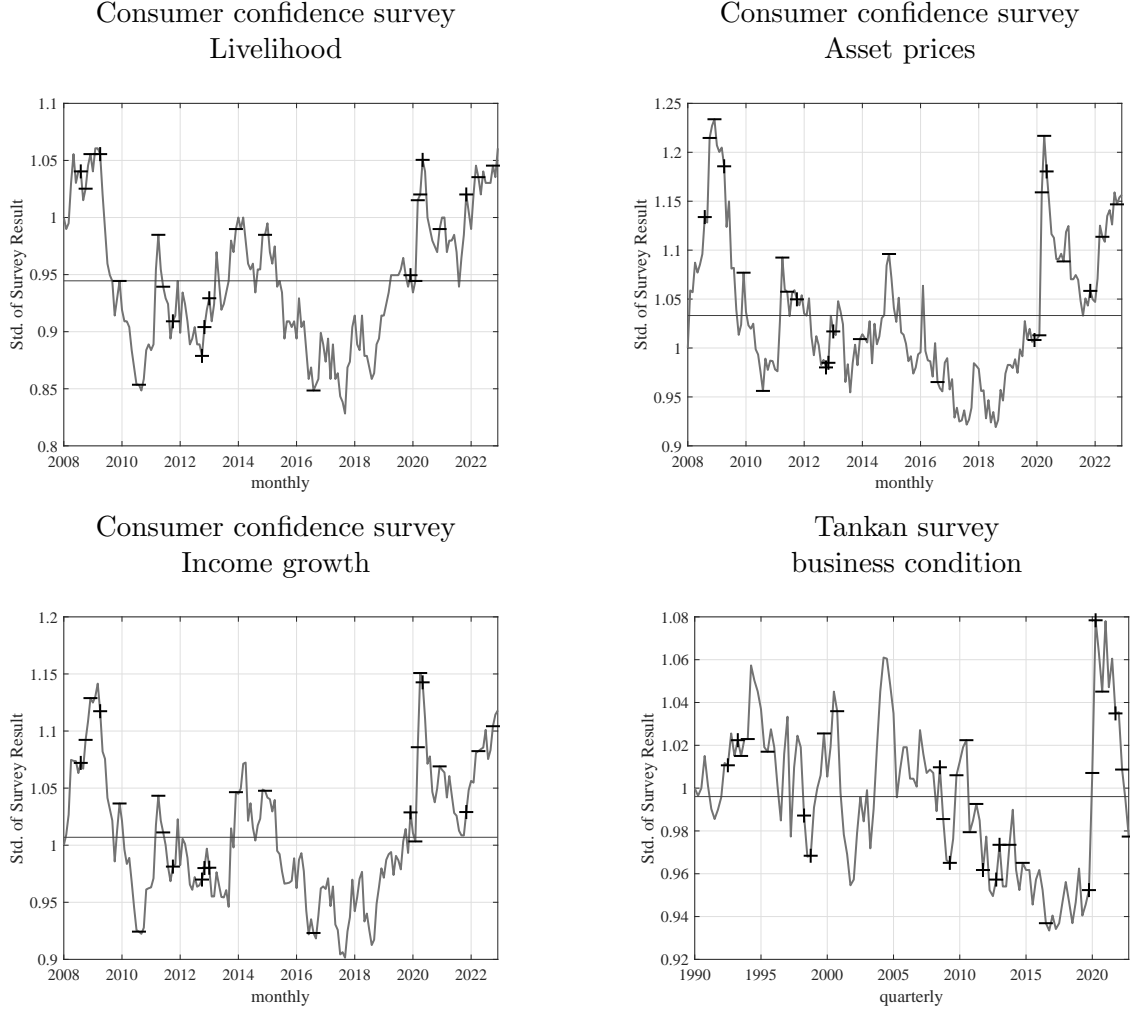 Consumer confidence survey
Livelihood
1.1
1.05
1
0.95
0.9
0.85
0.8
Std. of Survey Result
2008 2010 2012 2014 2016 2018 2020 2022
monthly
Consumer confidence survey
Asset prices
1.25
1.2
1.15
1.1
1.05
1
0.95
0.9
Std. of Survey Result
2008 2010 2012 2014 2016 2018 2020 2022
monthly
Consumer confidence survey
Income growth
1.2
1.15
1.1
1.05
1
0.95
0.9
Std. of Survey Result
2008 2010 2012 2014 2016 2018 2020 2022
monthly
Tankan survey
business condition
1.08
1.06
1.04
1.02
1
0.98
0.96
0.94
0.92
Std. of Survey Result
1990 1995 2000 2005 2010 2015 2020
quarterly